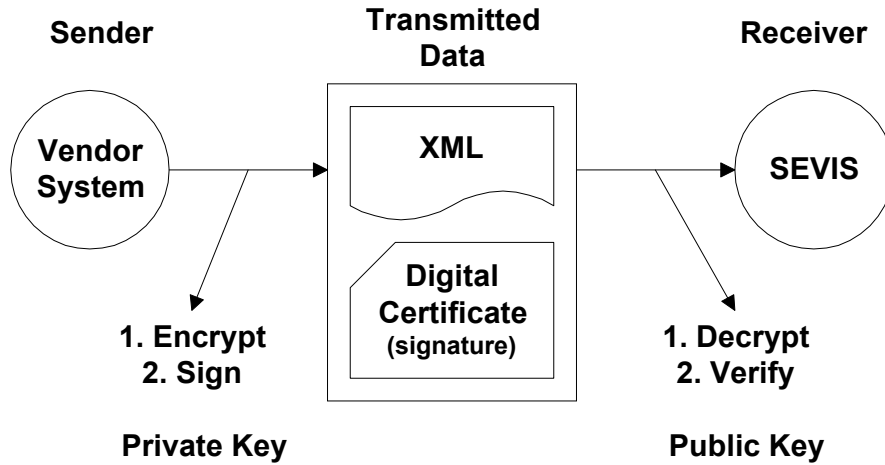 Sender
Transmitted
Data
Receiver
Vendor
System
XML
SEVIS
Digital
Certificate
(signature)
1. Encrypt
2. Sign
1. Decrypt
2. Verify
Private Key
Public Key